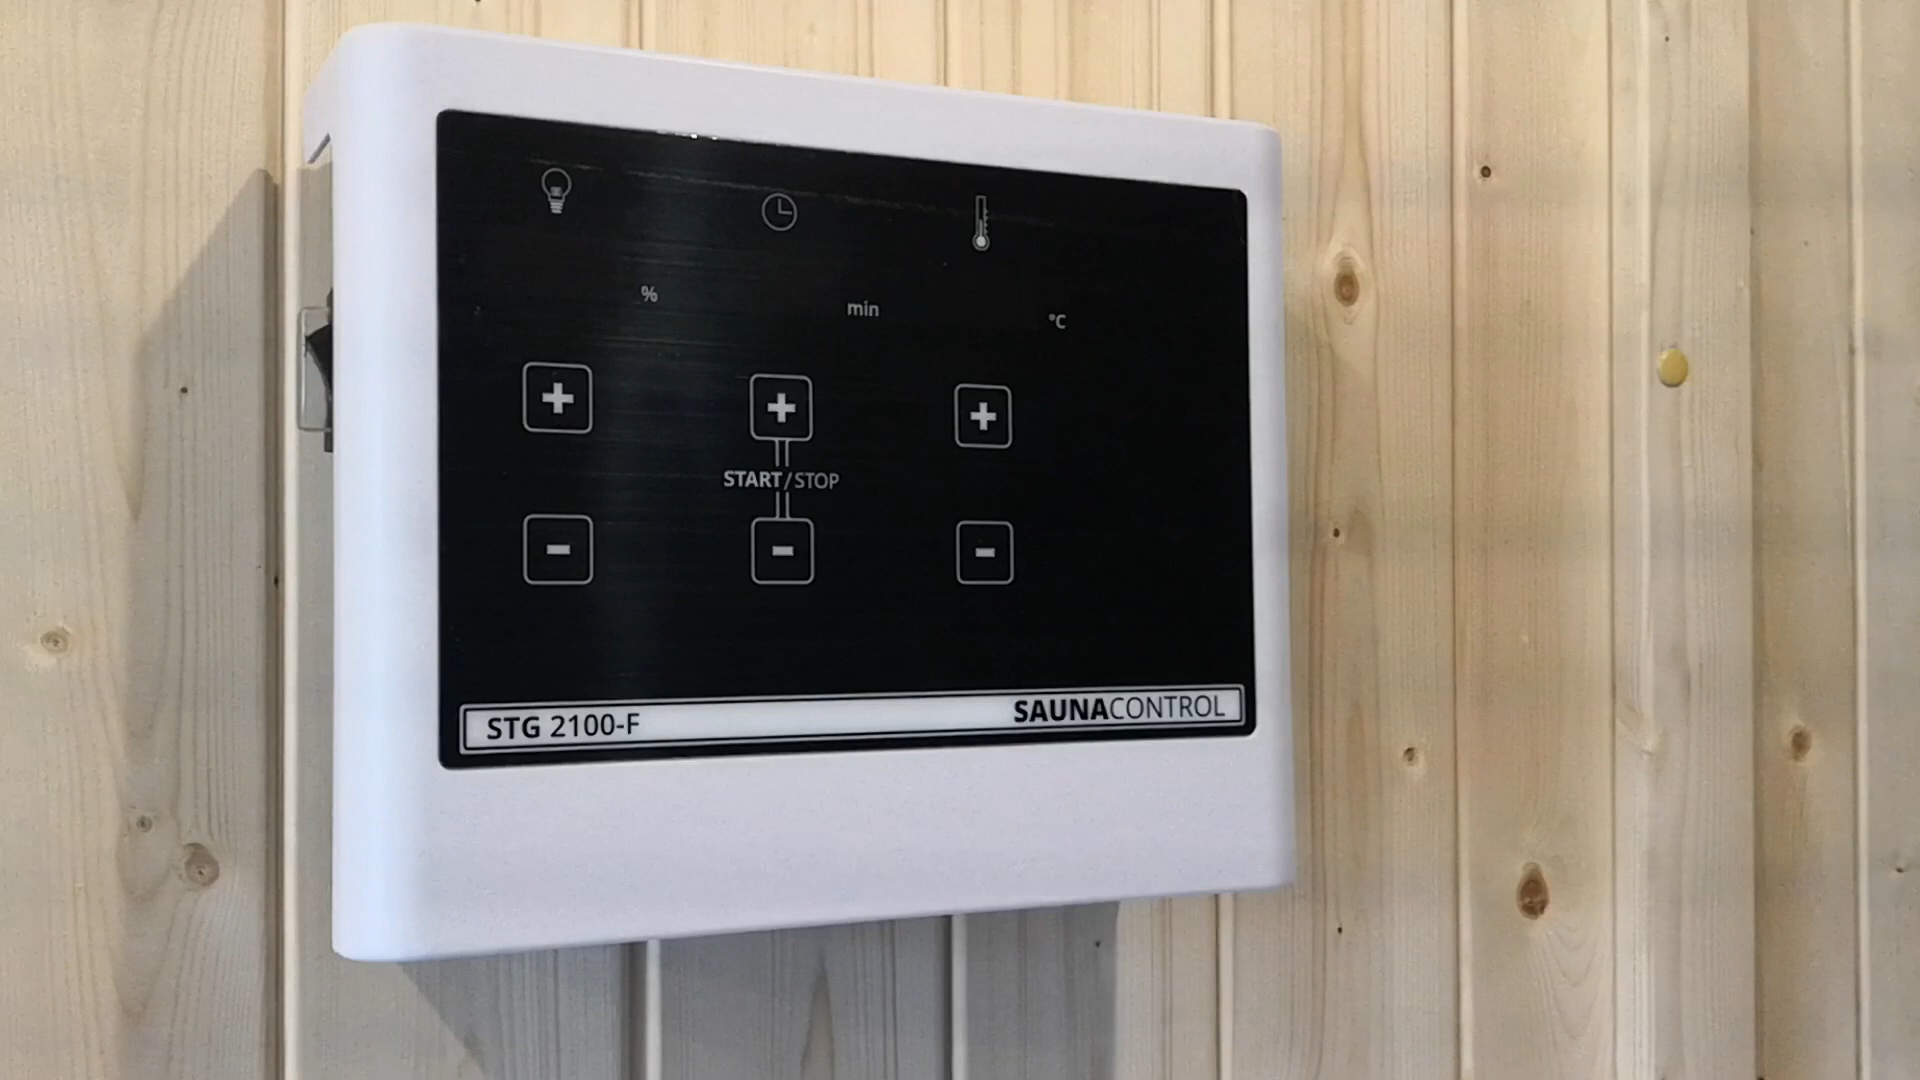 %
min
°C
START/STOP
STG 2100-F
SAUNACONTROL